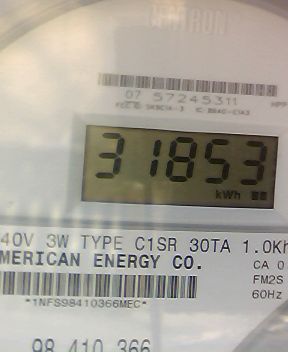 ITRON
07 57245311
HPP
31853
kWh
40V 3W TYPE C1SR 30TA 1.0Kh
MERICAN ENERGY CO.
CA 0
FM2S
*1NFS98410366MEC*
60Hz
98 410 366